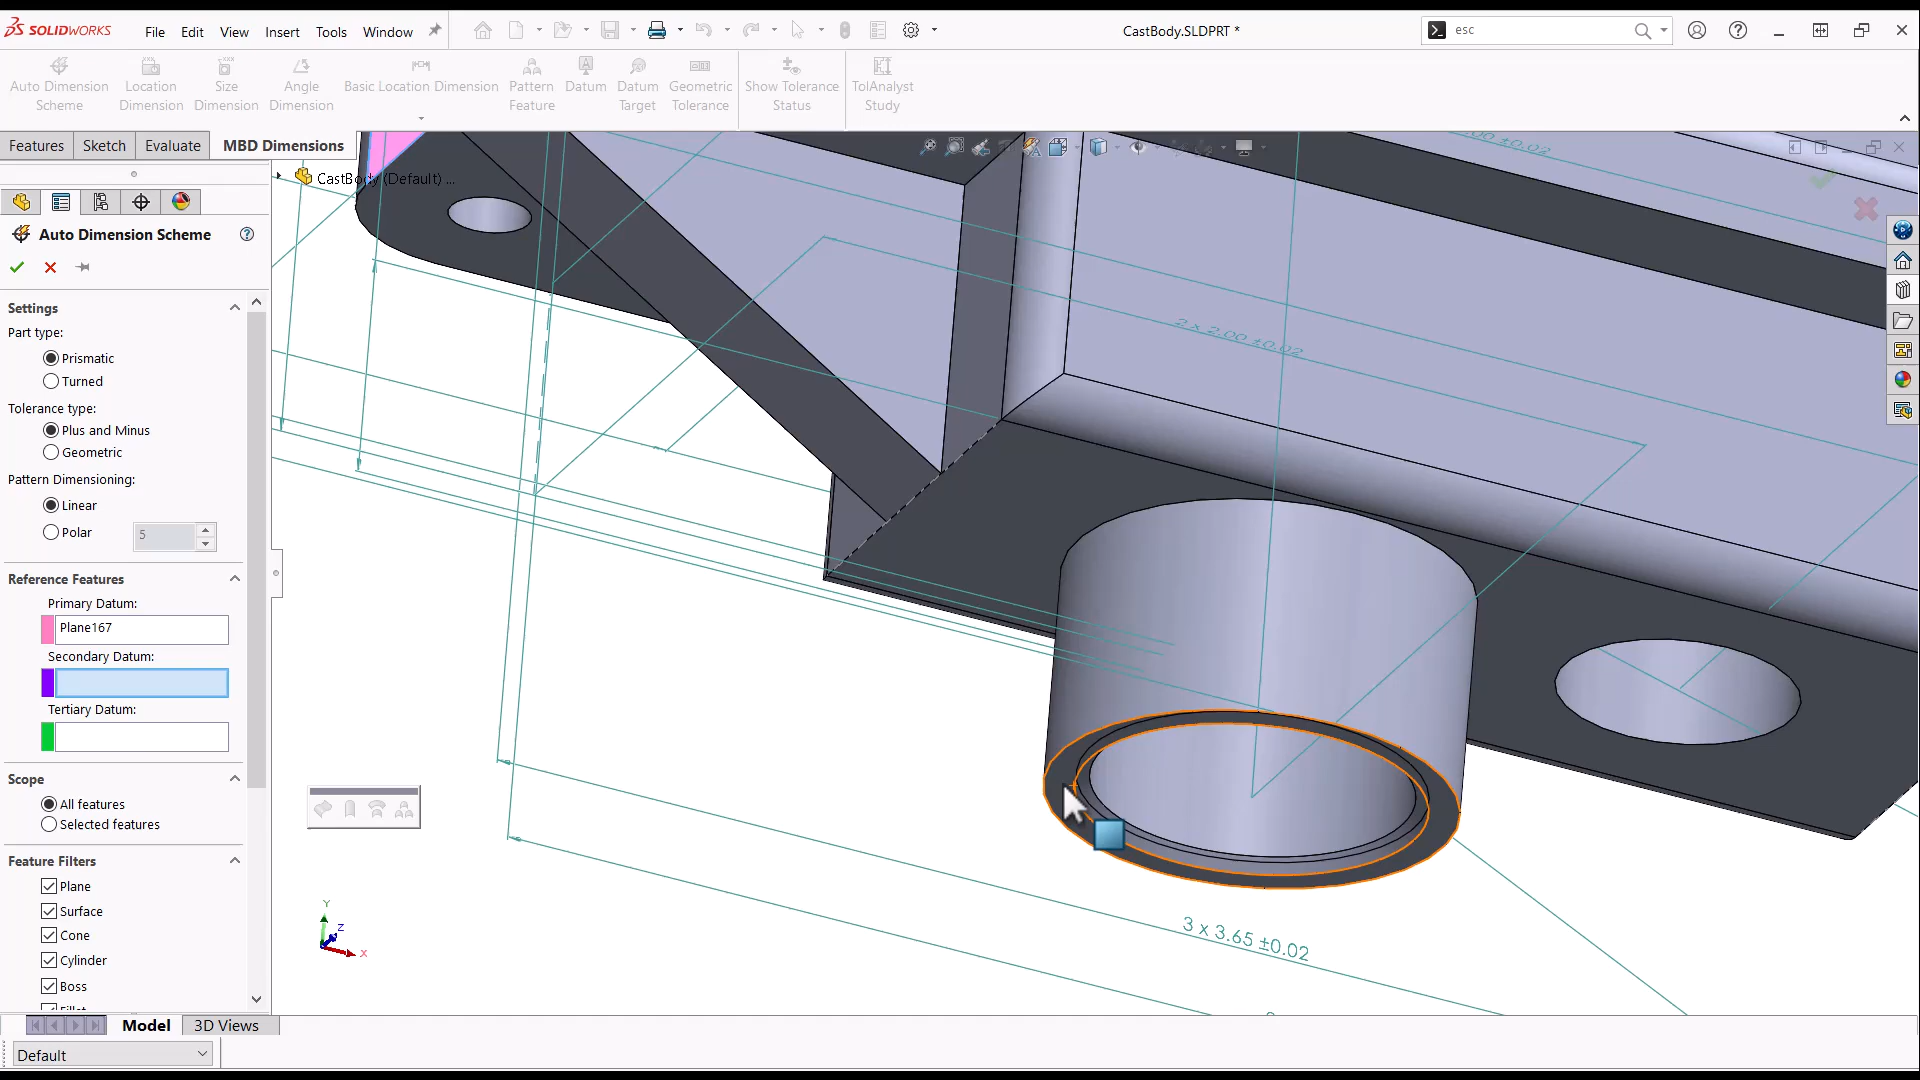 SOLIDWORKS
File Edit View Insert Tools Window
CastBody.SLDPRT *
esc
Auto Dimension Scheme
Location Dimension
Size Dimension
Angle Dimension
Basic Location Dimension
Pattern Feature
Datum
Datum Target
Geometric Tolerance
Show Tolerance Status
TolAnalyst Study
Features Sketch Evaluate MBD Dimensions
CastBody (Default) ...
Auto Dimension Scheme
Settings
Part type:
Prismatic
Turned
Tolerance type:
Plus and Minus
Geometric
Pattern Dimensioning:
Linear
Polar 5
Reference Features
Primary Datum:
Plane167
Secondary Datum:
Tertiary Datum:
Scope
All features
Selected features
Feature Filters
Plane
Surface
Cone
Cylinder
Boss
2 x 2.00 ±0.02
3 x 3.65 ±0.02
Y
Z
X
Model 3D Views
Default